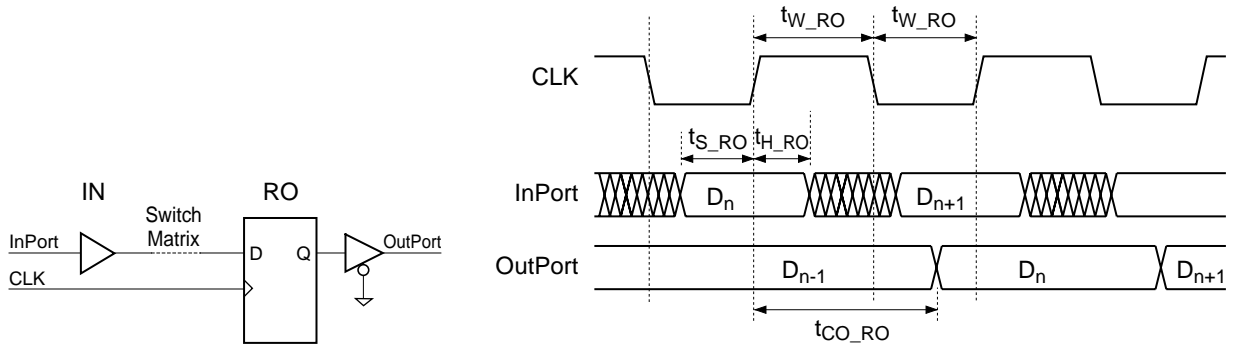 IN
RO
Switch
Matrix
InPort
D
Q
OutPort
CLK
t_W_RO t_W_RO
CLK
t_S_RO t_H_RO
InPort
D_n
D_n+1
OutPort
D_n-1
D_n
D_n+1
t_CO_RO